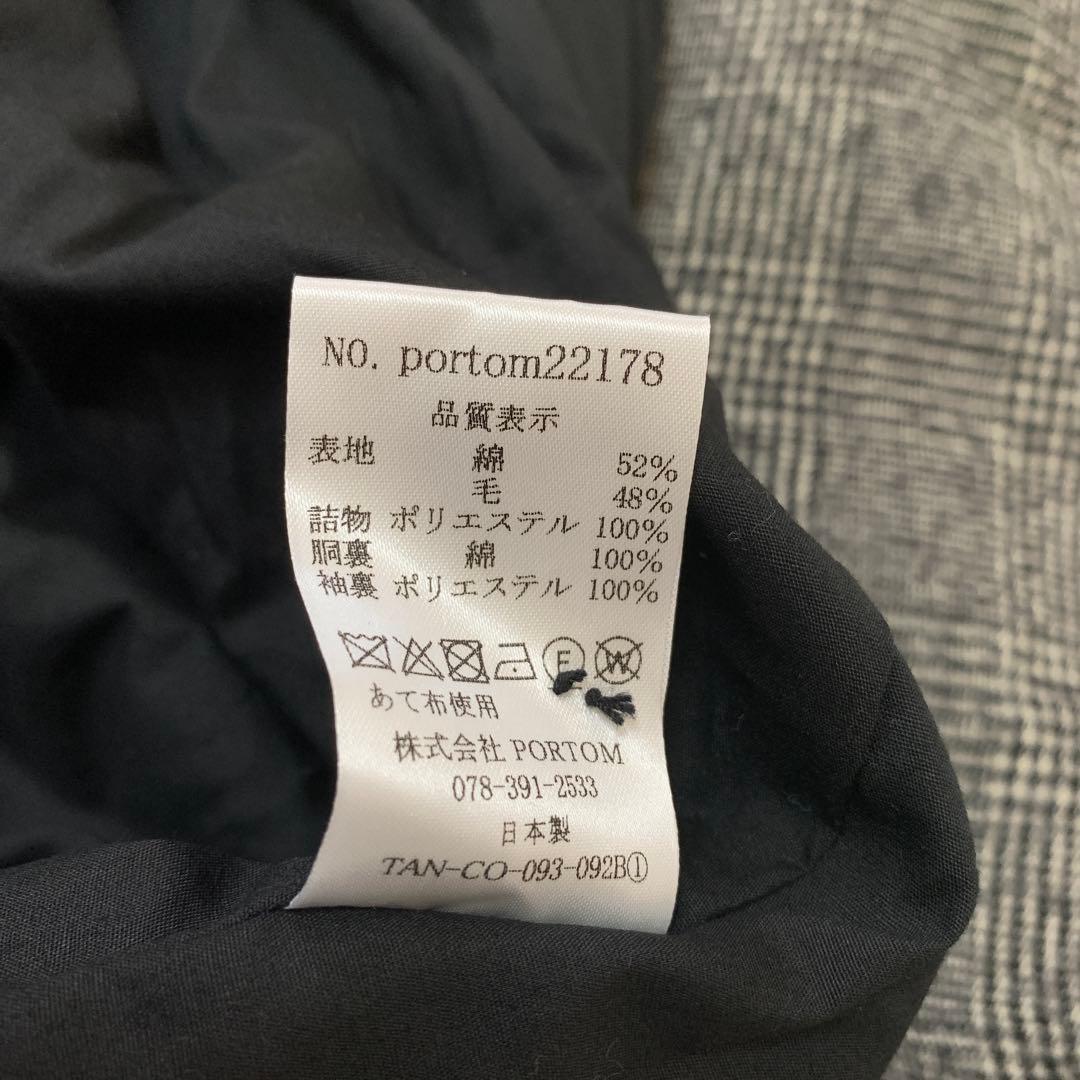 NO. portom22178
品質表示
表地 綿 52%
毛 48%
詰物 ポリエステル 100%
胴裏 綿 100%
袖裏 ポリエステル 100%
F W
あて布使用
株式会社 PORTOM
078-391-2533
日本製
TAN-CO-093-092B①